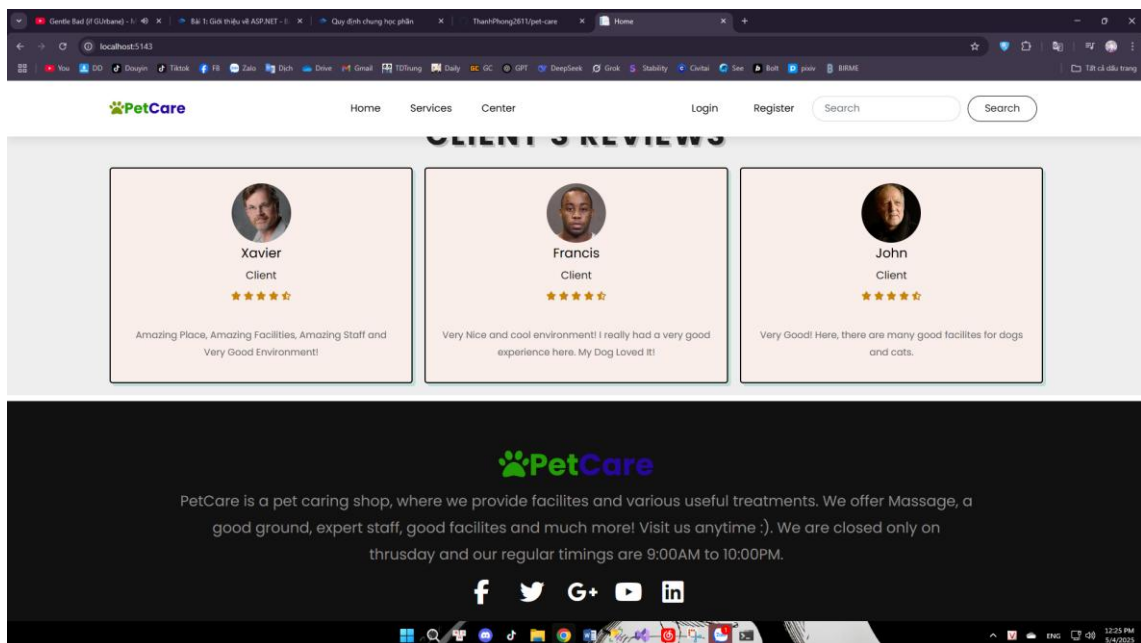 Gentle Bad (if GUrbane) - N
Bài 1: Giới thiệu về ASP.NET - B
Quy định chung học phần
ThanhPhong2611/pet-care
Home
localhost:5143
You
DD
Douyin
Tiktok
FB
Zalo
Dich
Drive
Gmail
TDTrung
Daily
GC
GPT
DeepSeek
Grok
Stability
Civitai
See
Bolt
pixiv
BIRME
Tất cả dấu trang
PetCare
Home
Services
Center
Login
Register
Search
Search
CLIENT'S REVIEWS
Xavier
Client
Amazing Place, Amazing Facilities, Amazing Staff and
Very Good Environment!
Francis
Client
Very Nice and cool environment! I really had a very good
experience here. My Dog Loved It!
John
Client
Very Good! Here, there are many good facilites for dogs
and cats.
PetCare
PetCare is a pet caring shop, where we provide facilites and various useful treatments. We offer Massage, a
good ground, expert staff, good facilites and much more! Visit us anytime :). We are closed only on
thrusday and our regular timings are 9:00AM to 10:00PM.
ENG
12:25 PM
5/4/2025